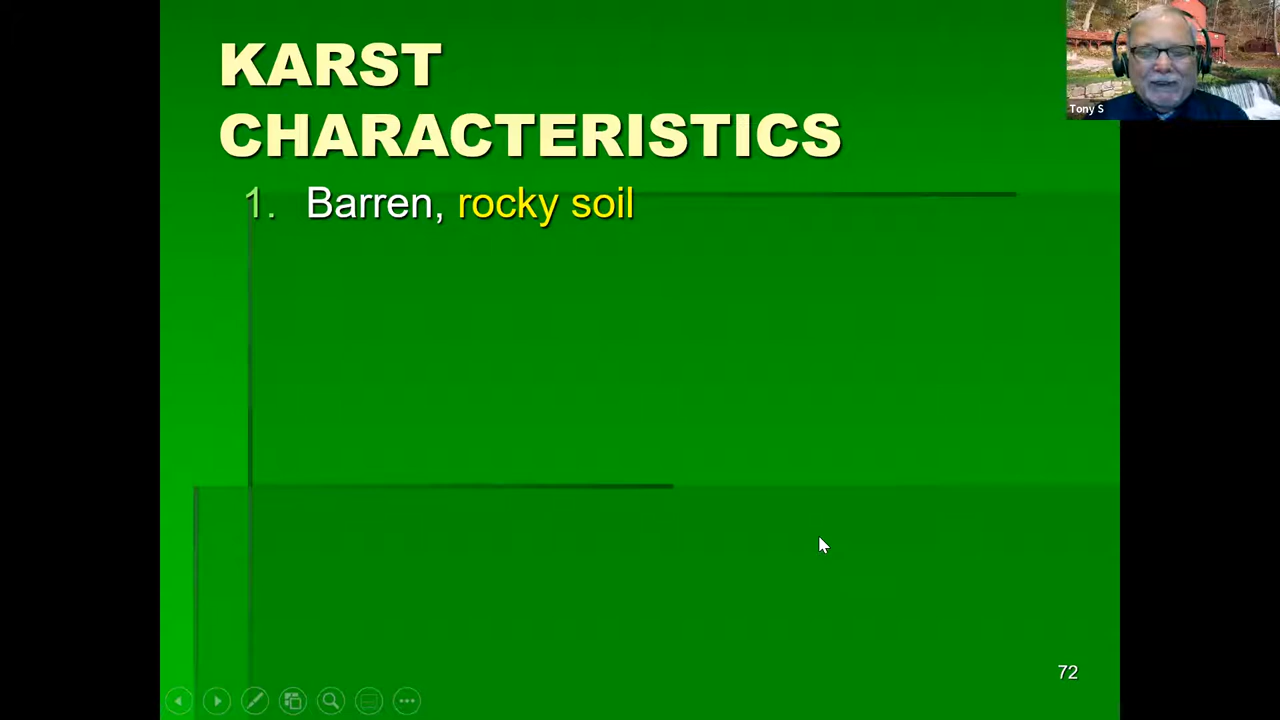 KARST
CHARACTERISTICS
1. Barren, rocky soil
Tony S
72